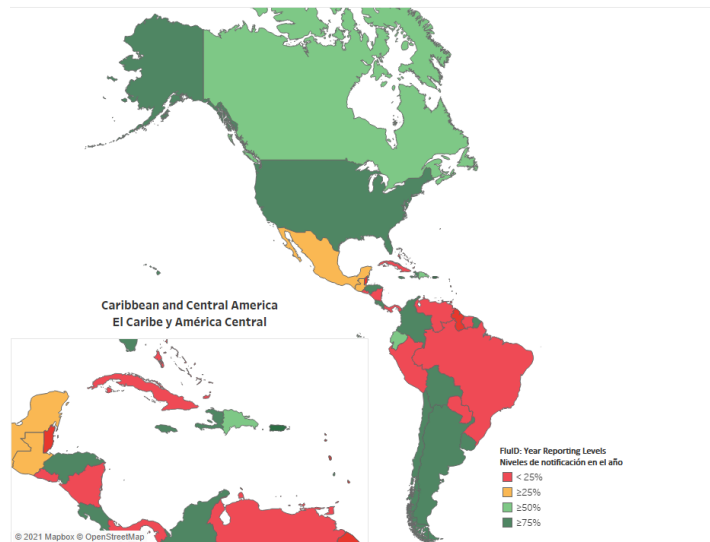 Caribbean and Central America
El Caribe y América Central
FluID: Year Reporting Levels
Niveles de notificación en el año
< 25%
≥25%
≥50%
≥75%
© 2021 Mapbox © OpenStreetMap